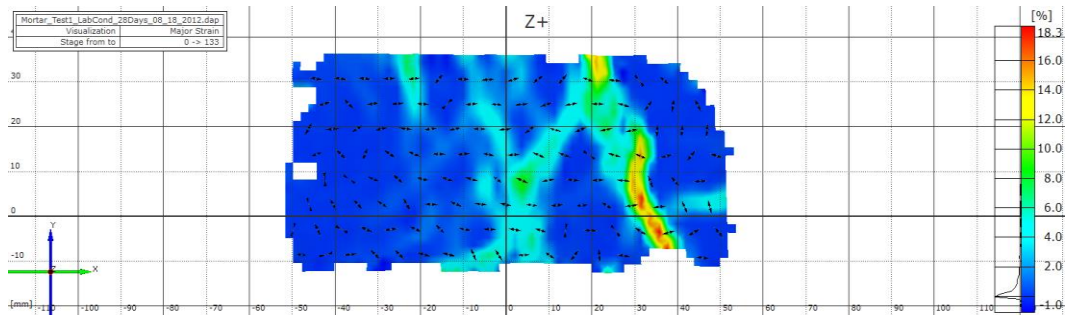 Mortar_Test1_LabCond_28Days_08_18_2012.dap
Visualization Major Strain
Stage from to 0 -> 133
Z+
[%]
18.3
16.0
14.0
12.0
10.0
8.0
6.0
4.0
2.0
-1.0
30
20
10
0
-10
Y
Z
X
[mm] -110 -100 -90 -80 -70 -60 -50 -40 -30 -20 -10 0 10 20 30 40 50 60 70 80 90 100 110